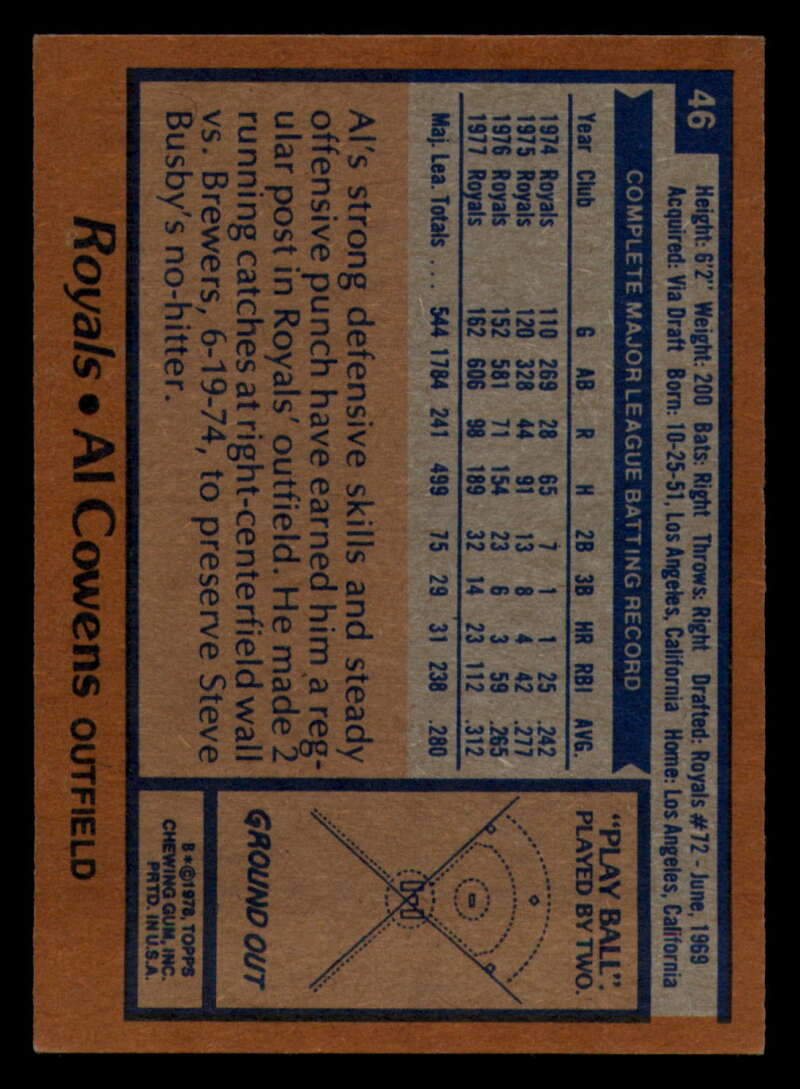 46
Height: 6'2" Weight: 200 Bats: Right Throws: Right Drafted: Royals #72 - June, 1969
Acquired: Via Draft Born: 10-25-51, Los Angeles, California Home: Los Angeles, California
COMPLETE MAJOR LEAGUE BATTING RECORD
Year Club G AB R H 2B 3B HR RBI AVG.
1974 Royals 110 269 28 65 7 1 1 25 .242
1975 Royals 120 328 44 91 13 8 4 42 .277
1976 Royals 152 581 71 154 23 6 3 59 .265
1977 Royals 162 606 98 189 32 14 23 112 .312
Maj. Lea. Totals ... 544 1784 241 499 75 29 31 238 .280
Al's strong defensive skills and steady
offensive punch have earned him a reg-
ular post in Royals' outfield. He made 2
running catches at right-centerfield wall
vs. Brewers, 6-19-74, to preserve Steve
Busby's no-hitter.
"PLAY BALL"
PLAYED BY TWO.
GROUND OUT
B*©1978, TOPPS
CHEWING GUM, INC.
PRTD. IN U.S.A.
Royals • Al Cowens OUTFIELD